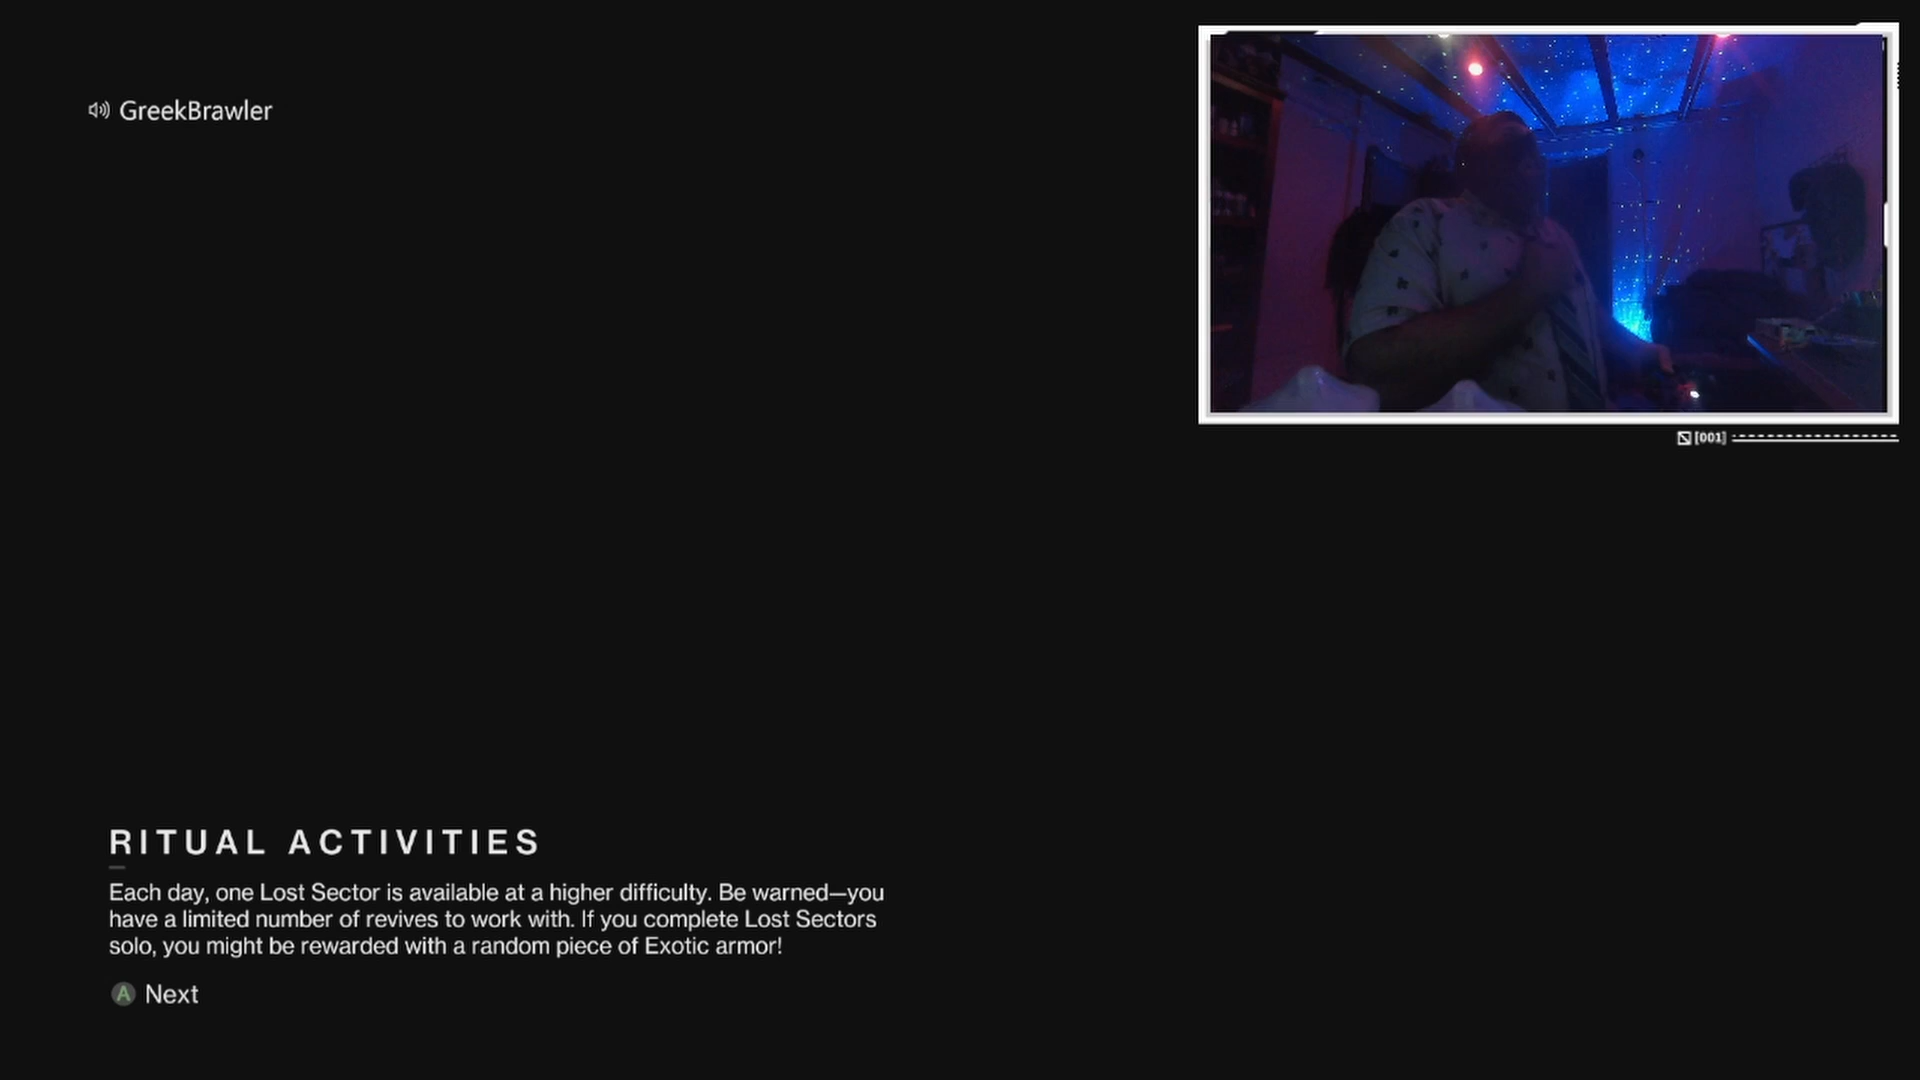 GreekBrawler
[001]
RITUAL ACTIVITIES
Each day, one Lost Sector is available at a higher difficulty. Be warned—you
have a limited number of revives to work with. If you complete Lost Sectors
solo, you might be rewarded with a random piece of Exotic armor!
A Next